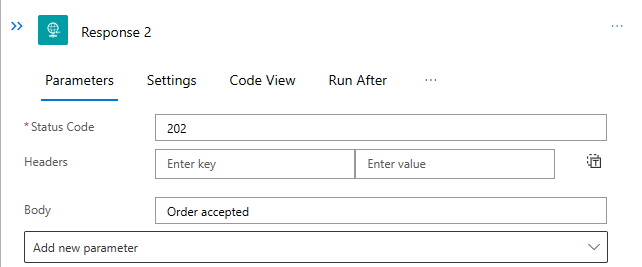 Response 2
Parameters Settings Code View Run After
* Status Code 202
Headers Enter key Enter value
Body Order accepted
Add new parameter